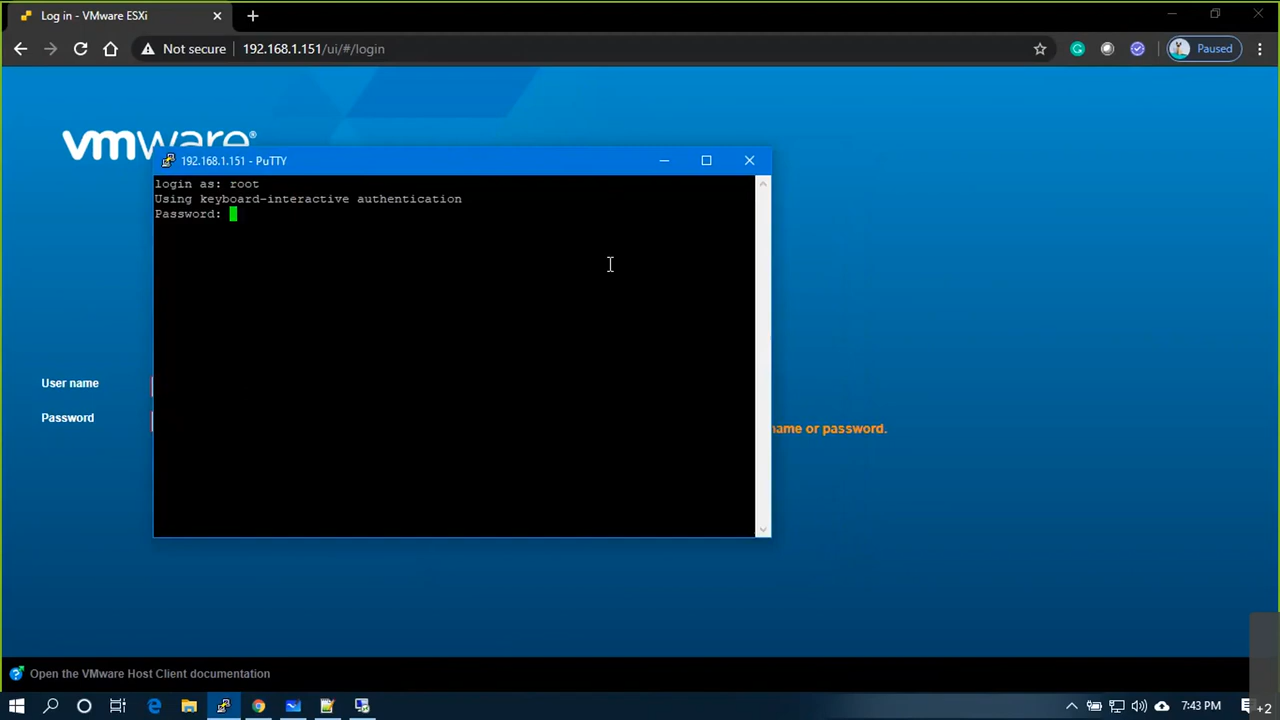 Log in - VMware ESXi
Not secure
192.168.1.151/ui/#/login
Paused
vmware®
192.168.1.151 - PuTTY
login as: root
Using keyboard-interactive authentication
Password:
User name
Password
name or password.
Open the VMware Host Client documentation
7:43 PM
+2